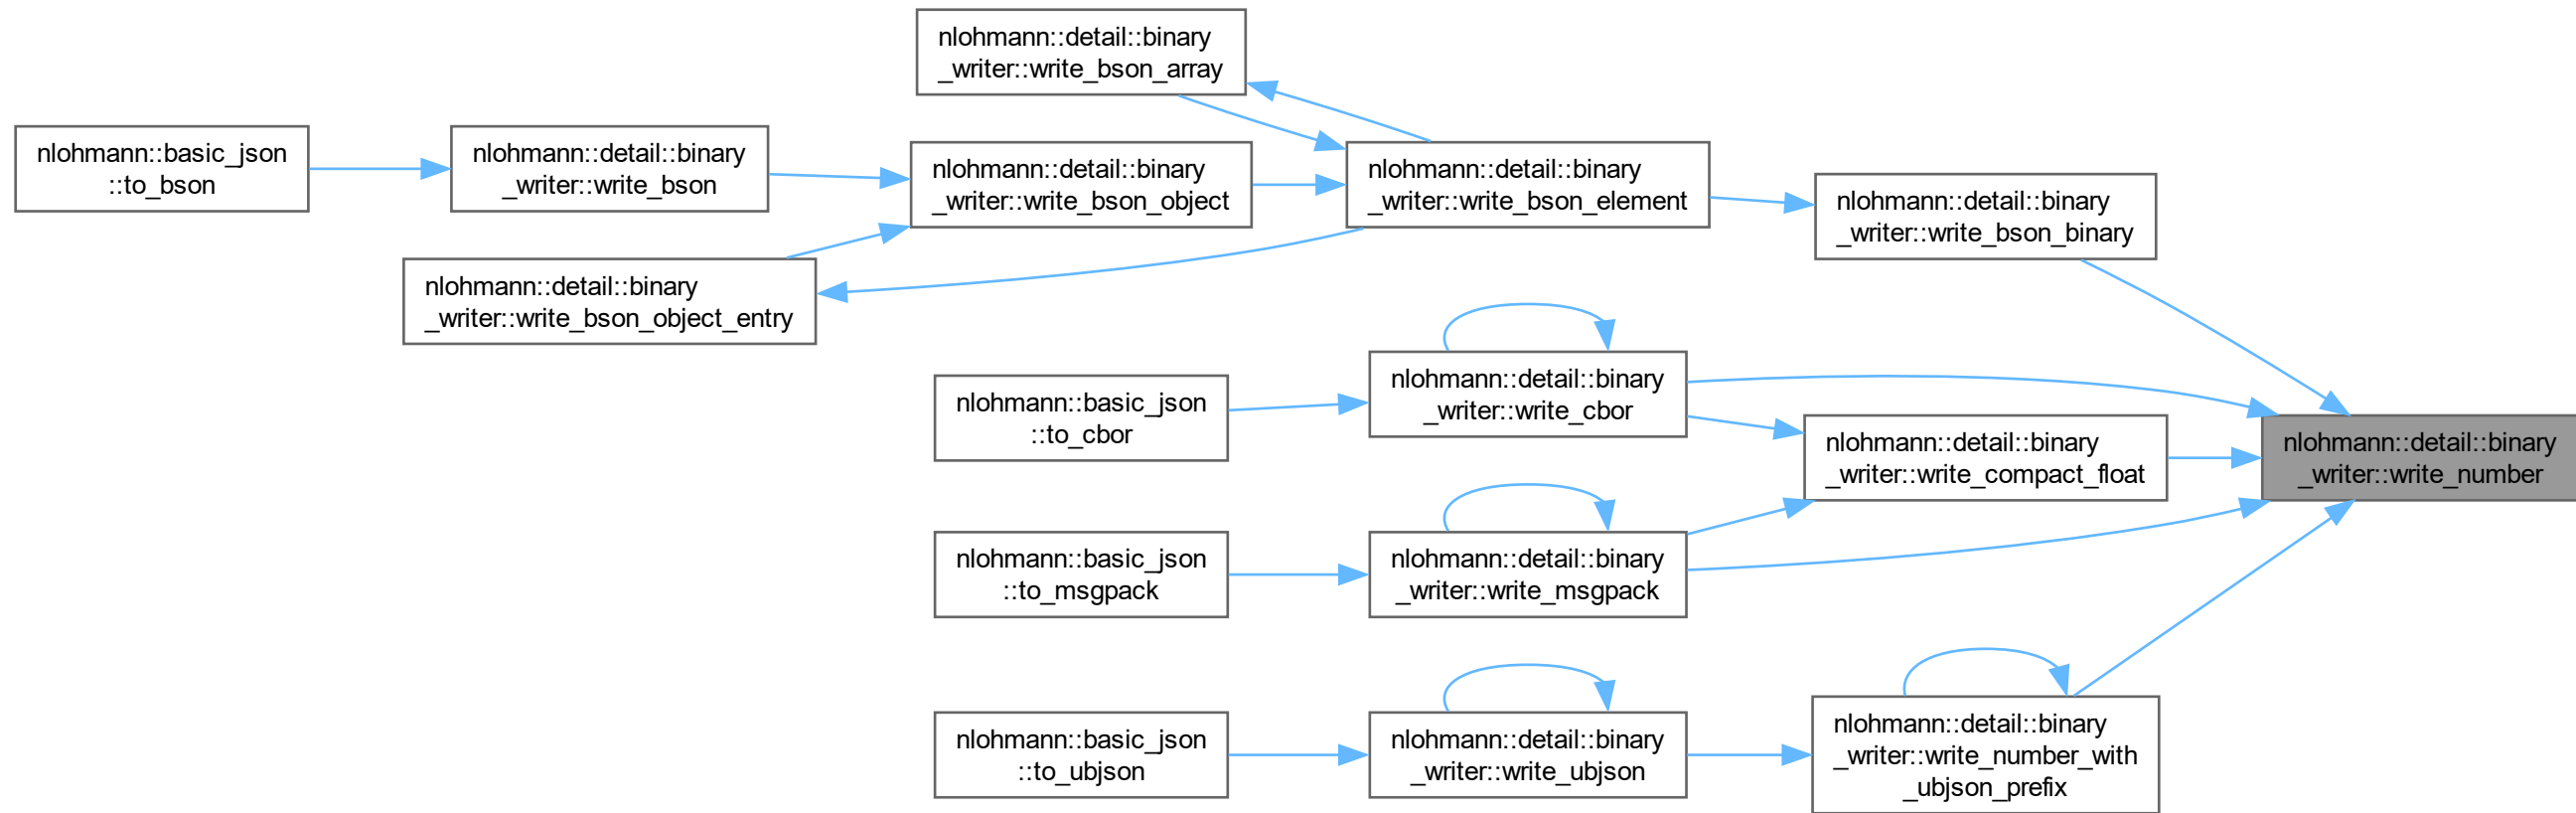 nlohmann::detail::binary
_writer::write_bson_array
nlohmann::basic_json
::to_bson
nlohmann::detail::binary
_writer::write_bson
nlohmann::detail::binary
_writer::write_bson_object
nlohmann::detail::binary
_writer::write_bson_element
nlohmann::detail::binary
_writer::write_bson_binary
nlohmann::detail::binary
_writer::write_bson_object_entry
nlohmann::basic_json
::to_cbor
nlohmann::detail::binary
_writer::write_cbor
nlohmann::detail::binary
_writer::write_compact_float
nlohmann::detail::binary
_writer::write_number
nlohmann::basic_json
::to_msgpack
nlohmann::detail::binary
_writer::write_msgpack
nlohmann::basic_json
::to_ubjson
nlohmann::detail::binary
_writer::write_ubjson
nlohmann::detail::binary
_writer::write_number_with
_ubjson_prefix